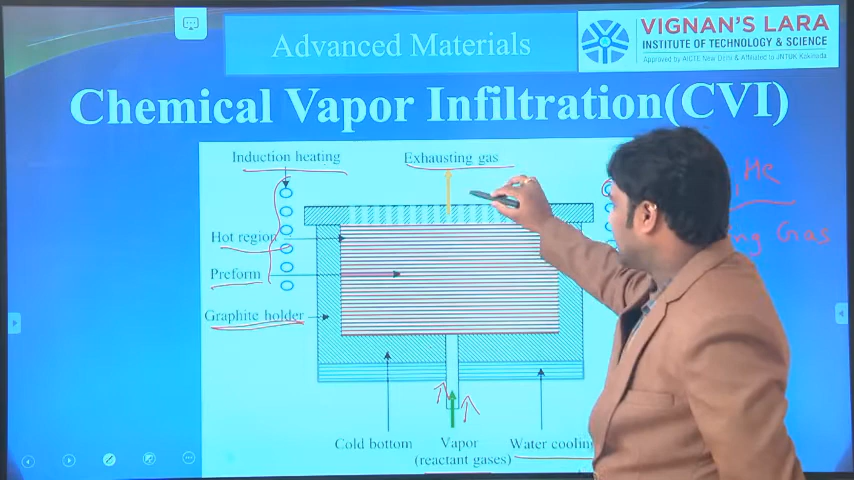 Advanced Materials
VIGNAN'S LARA
INSTITUTE OF TECHNOLOGY & SCIENCE
Approved by AICTE New Delhi & Affiliated to JNTUK Kakinada
Chemical Vapor Infiltration(CVI)
Induction heating
Exhausting gas
Hot region
Preform
Graphite holder
Cold bottom
Vapor
(reactant gases)
Water cooling
He
Gas